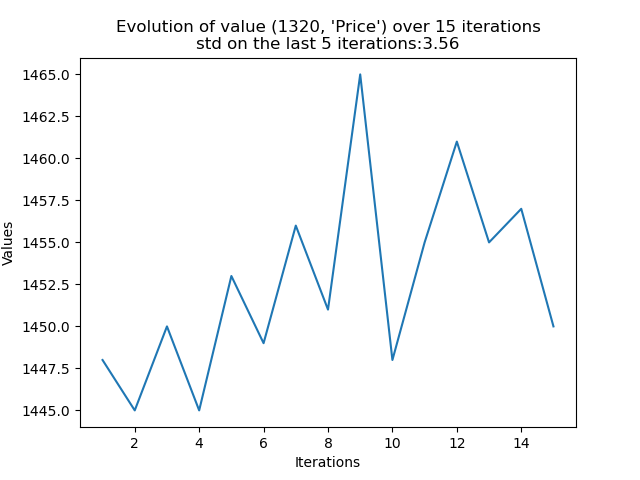 Evolution of value (1320, 'Price') over 15 iterations
std on the last 5 iterations:3.56
1465.0
1462.5
1460.0
1457.5
1455.0
1452.5
1450.0
1447.5
1445.0
Values
2 4 6 8 10 12 14
Iterations